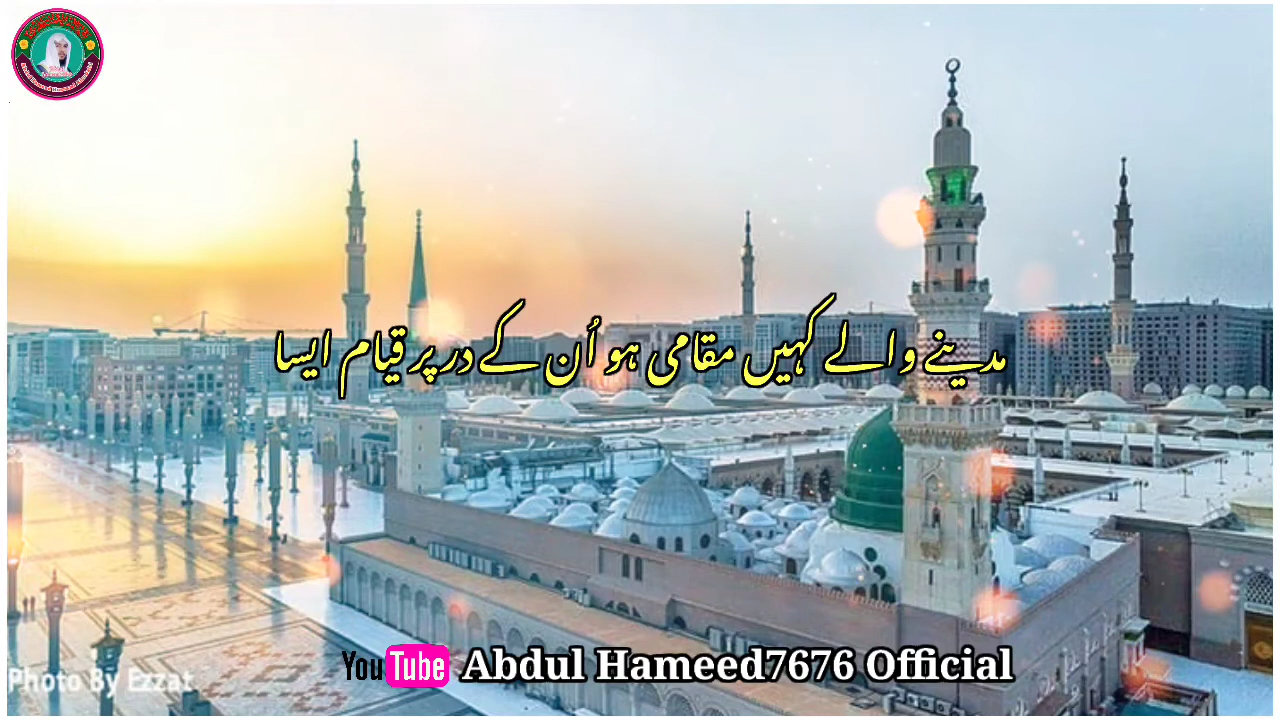 مدینے والے کہیں مقامی ہو اُن کے در پر قیام ایسا
YouTube Abdul Hameed7676 Official
Photo By Ezzat